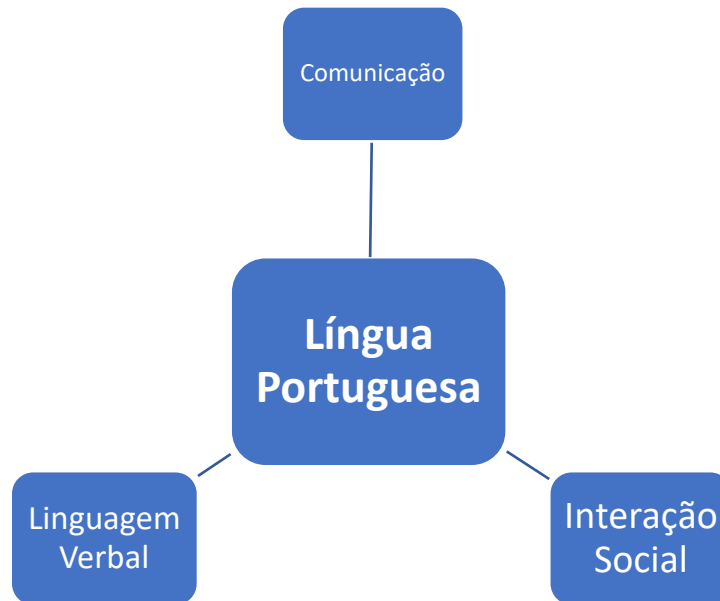 Comunicação
Língua
Portuguesa
Linguagem
Verbal
Interação
Social